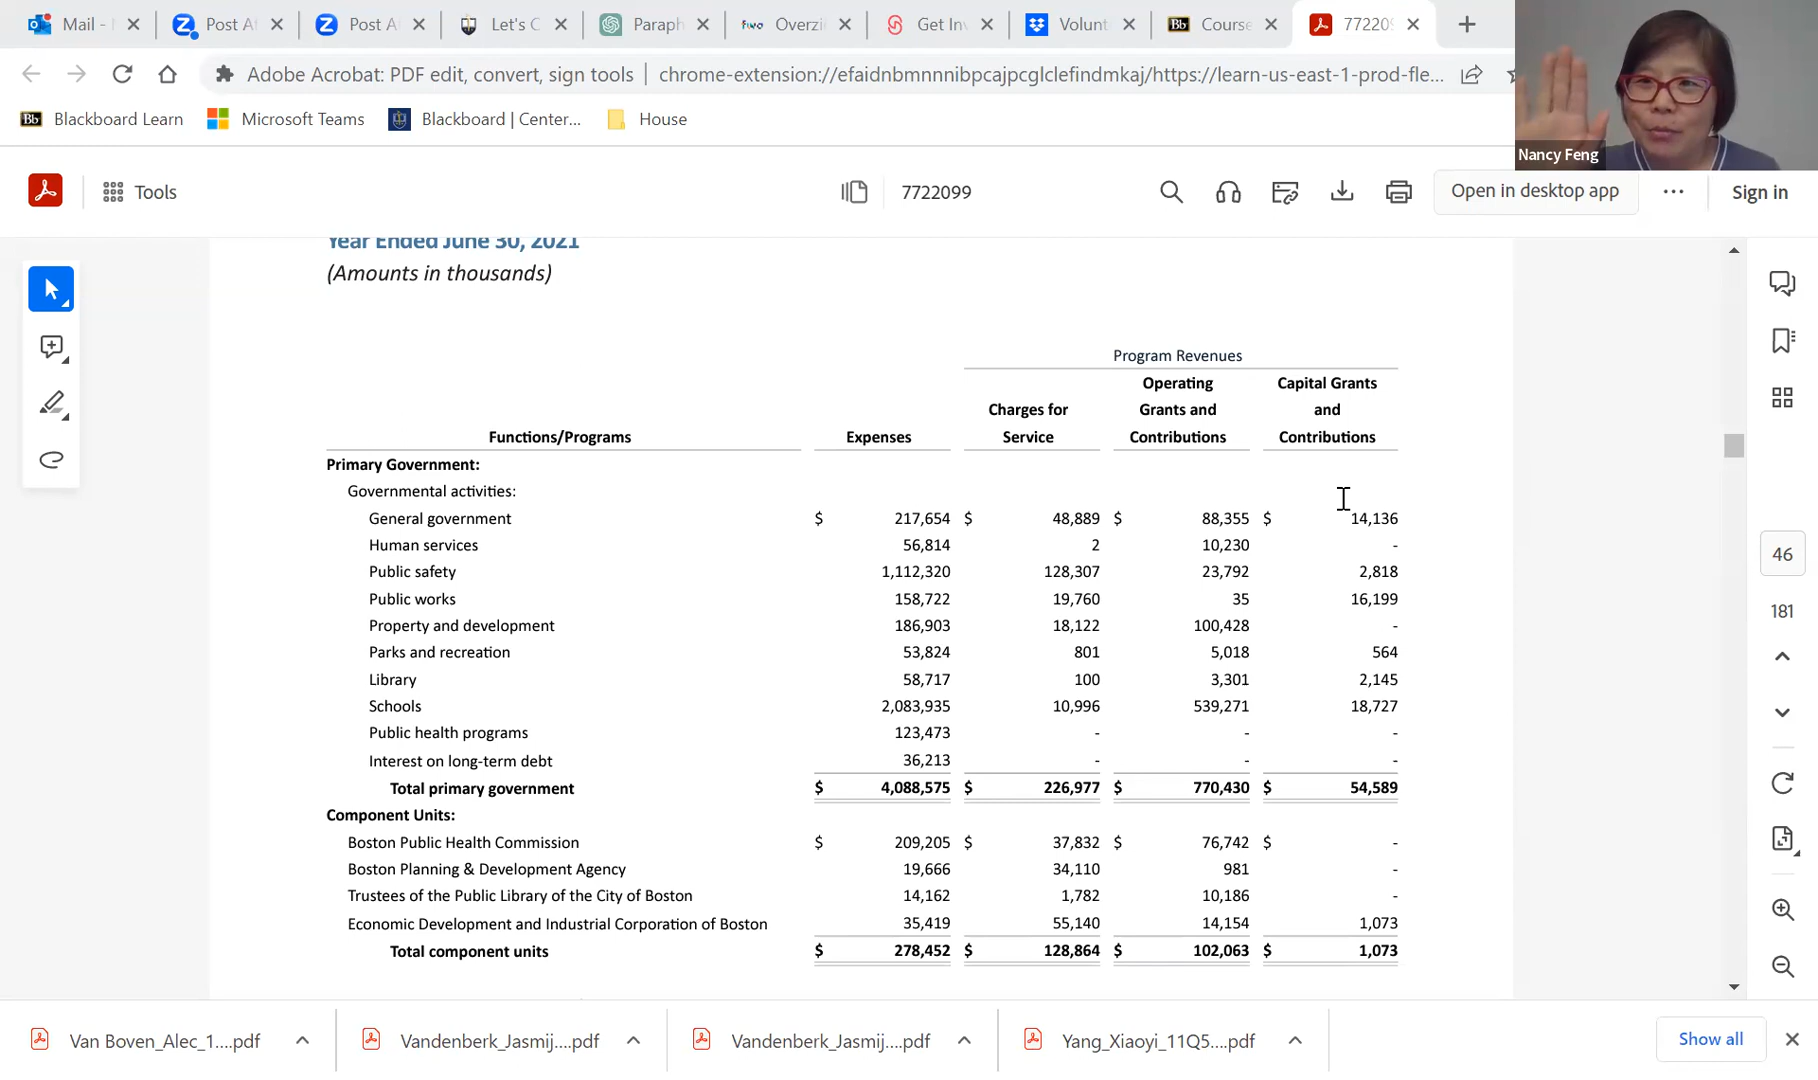 Mail -
Post A
Post A
Let's C
Paraph
Overzi
Get Inv
Volunt
Course
77220
Adobe Acrobat: PDF edit, convert, sign tools
chrome-extension://efaidnbmnnnibpcajpcglclefindmkaj/https://learn-us-east-1-prod-fle...
Blackboard Learn
Microsoft Teams
Blackboard | Center...
House
Nancy Feng
Tools
7722099
Open in desktop app
Sign in
Year Ended June 30, 2021
(Amounts in thousands)
Program Revenues
Operating Capital Grants
Charges for Grants and and
Functions/Programs Expenses Service Contributions Contributions
Primary Government:
Governmental activities:
General government $ 217,654 $ 48,889 $ 88,355 $ 14,136
Human services 56,814 2 10,230 -
Public safety 1,112,320 128,307 23,792 2,818
Public works 158,722 19,760 35 16,199
Property and development 186,903 18,122 100,428 -
Parks and recreation 53,824 801 5,018 564
Library 58,717 100 3,301 2,145
Schools 2,083,935 10,996 539,271 18,727
Public health programs 123,473 - - -
Interest on long-term debt 36,213 - - -
Total primary government $ 4,088,575 $ 226,977 $ 770,430 $ 54,589
Component Units:
Boston Public Health Commission $ 209,205 $ 37,832 $ 76,742 $ -
Boston Planning & Development Agency 19,666 34,110 981 -
Trustees of the Public Library of the City of Boston 14,162 1,782 10,186 -
Economic Development and Industrial Corporation of Boston 35,419 55,140 14,154 1,073
Total component units $ 278,452 $ 128,864 $ 102,063 $ 1,073
46
181
Van Boven_Alec_1....pdf
Vandenberk_Jasmij....pdf
Vandenberk_Jasmij....pdf
Yang_Xiaoyi_11Q5....pdf
Show all